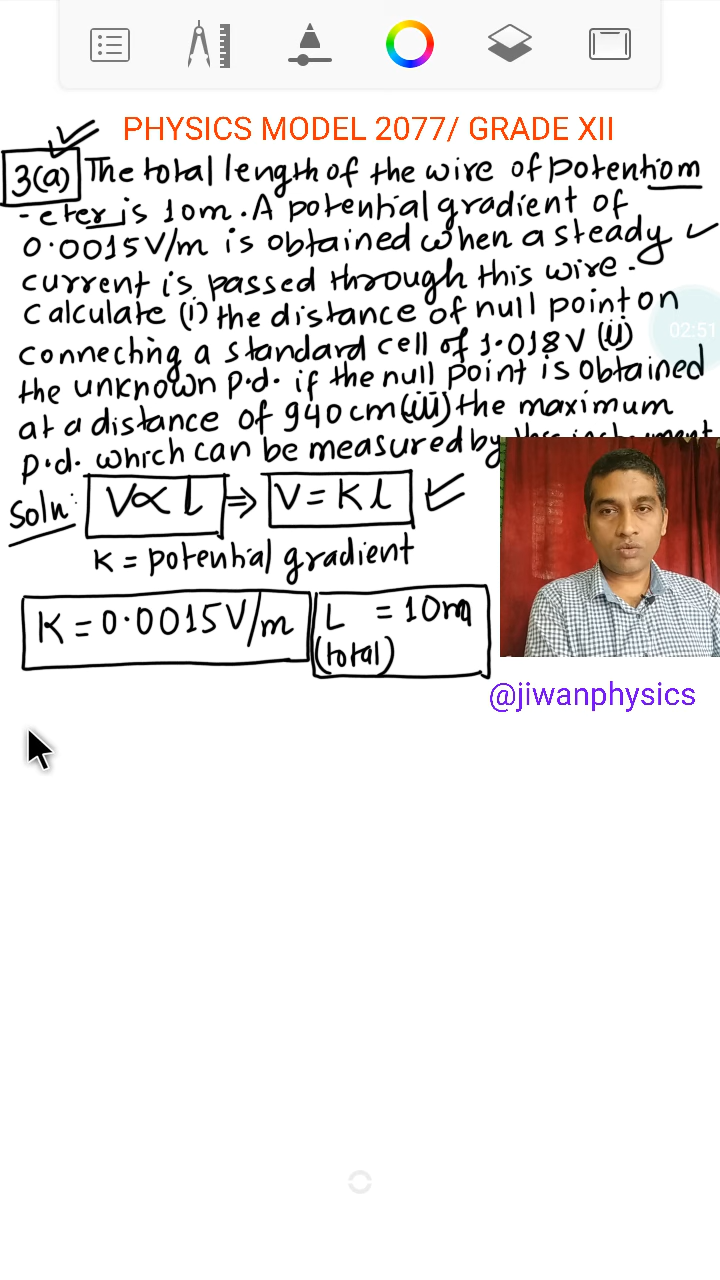 PHYSICS MODEL 2077/ GRADE XII
3(a) The total length of the wire of potentiom
-eter is 10m. A potential gradient of
0.0015V/m is obtained when a steady
current is passed through this wire.
Calculate (i) the distance of null point on
02:51
connecting a standard cell of 1.018V (ii)
the unknown p.d. if the null point is obtained
at a distance of 940cm (iii) the maximum
p.d. which can be measured by this instrument
Soln: V∝ l ⇒ V = Kl
K = potential gradient
K = 0.0015V/m L = 10m
(total)
@jiwanphysics